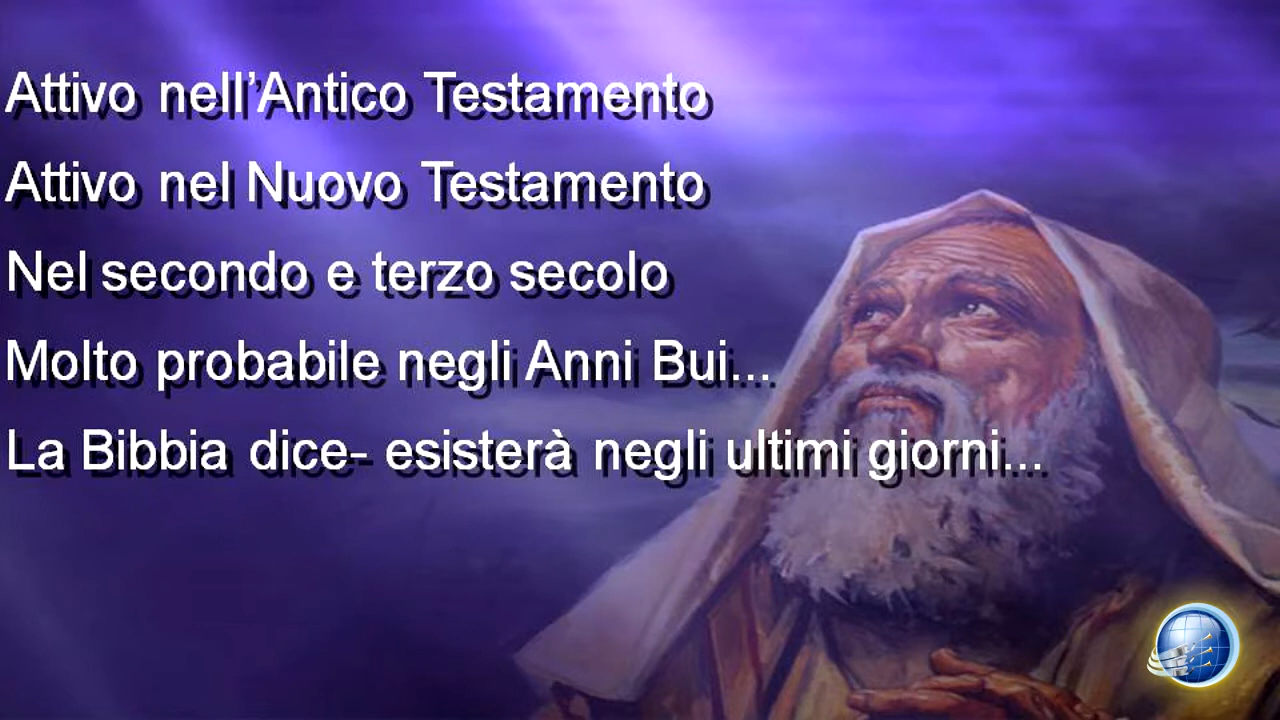 Attivo nell’Antico Testamento
Attivo nel Nuovo Testamento
Nel secondo e terzo secolo
Molto probabile negli Anni Bui...
La Bibbia dice- esisterà negli ultimi giorni...